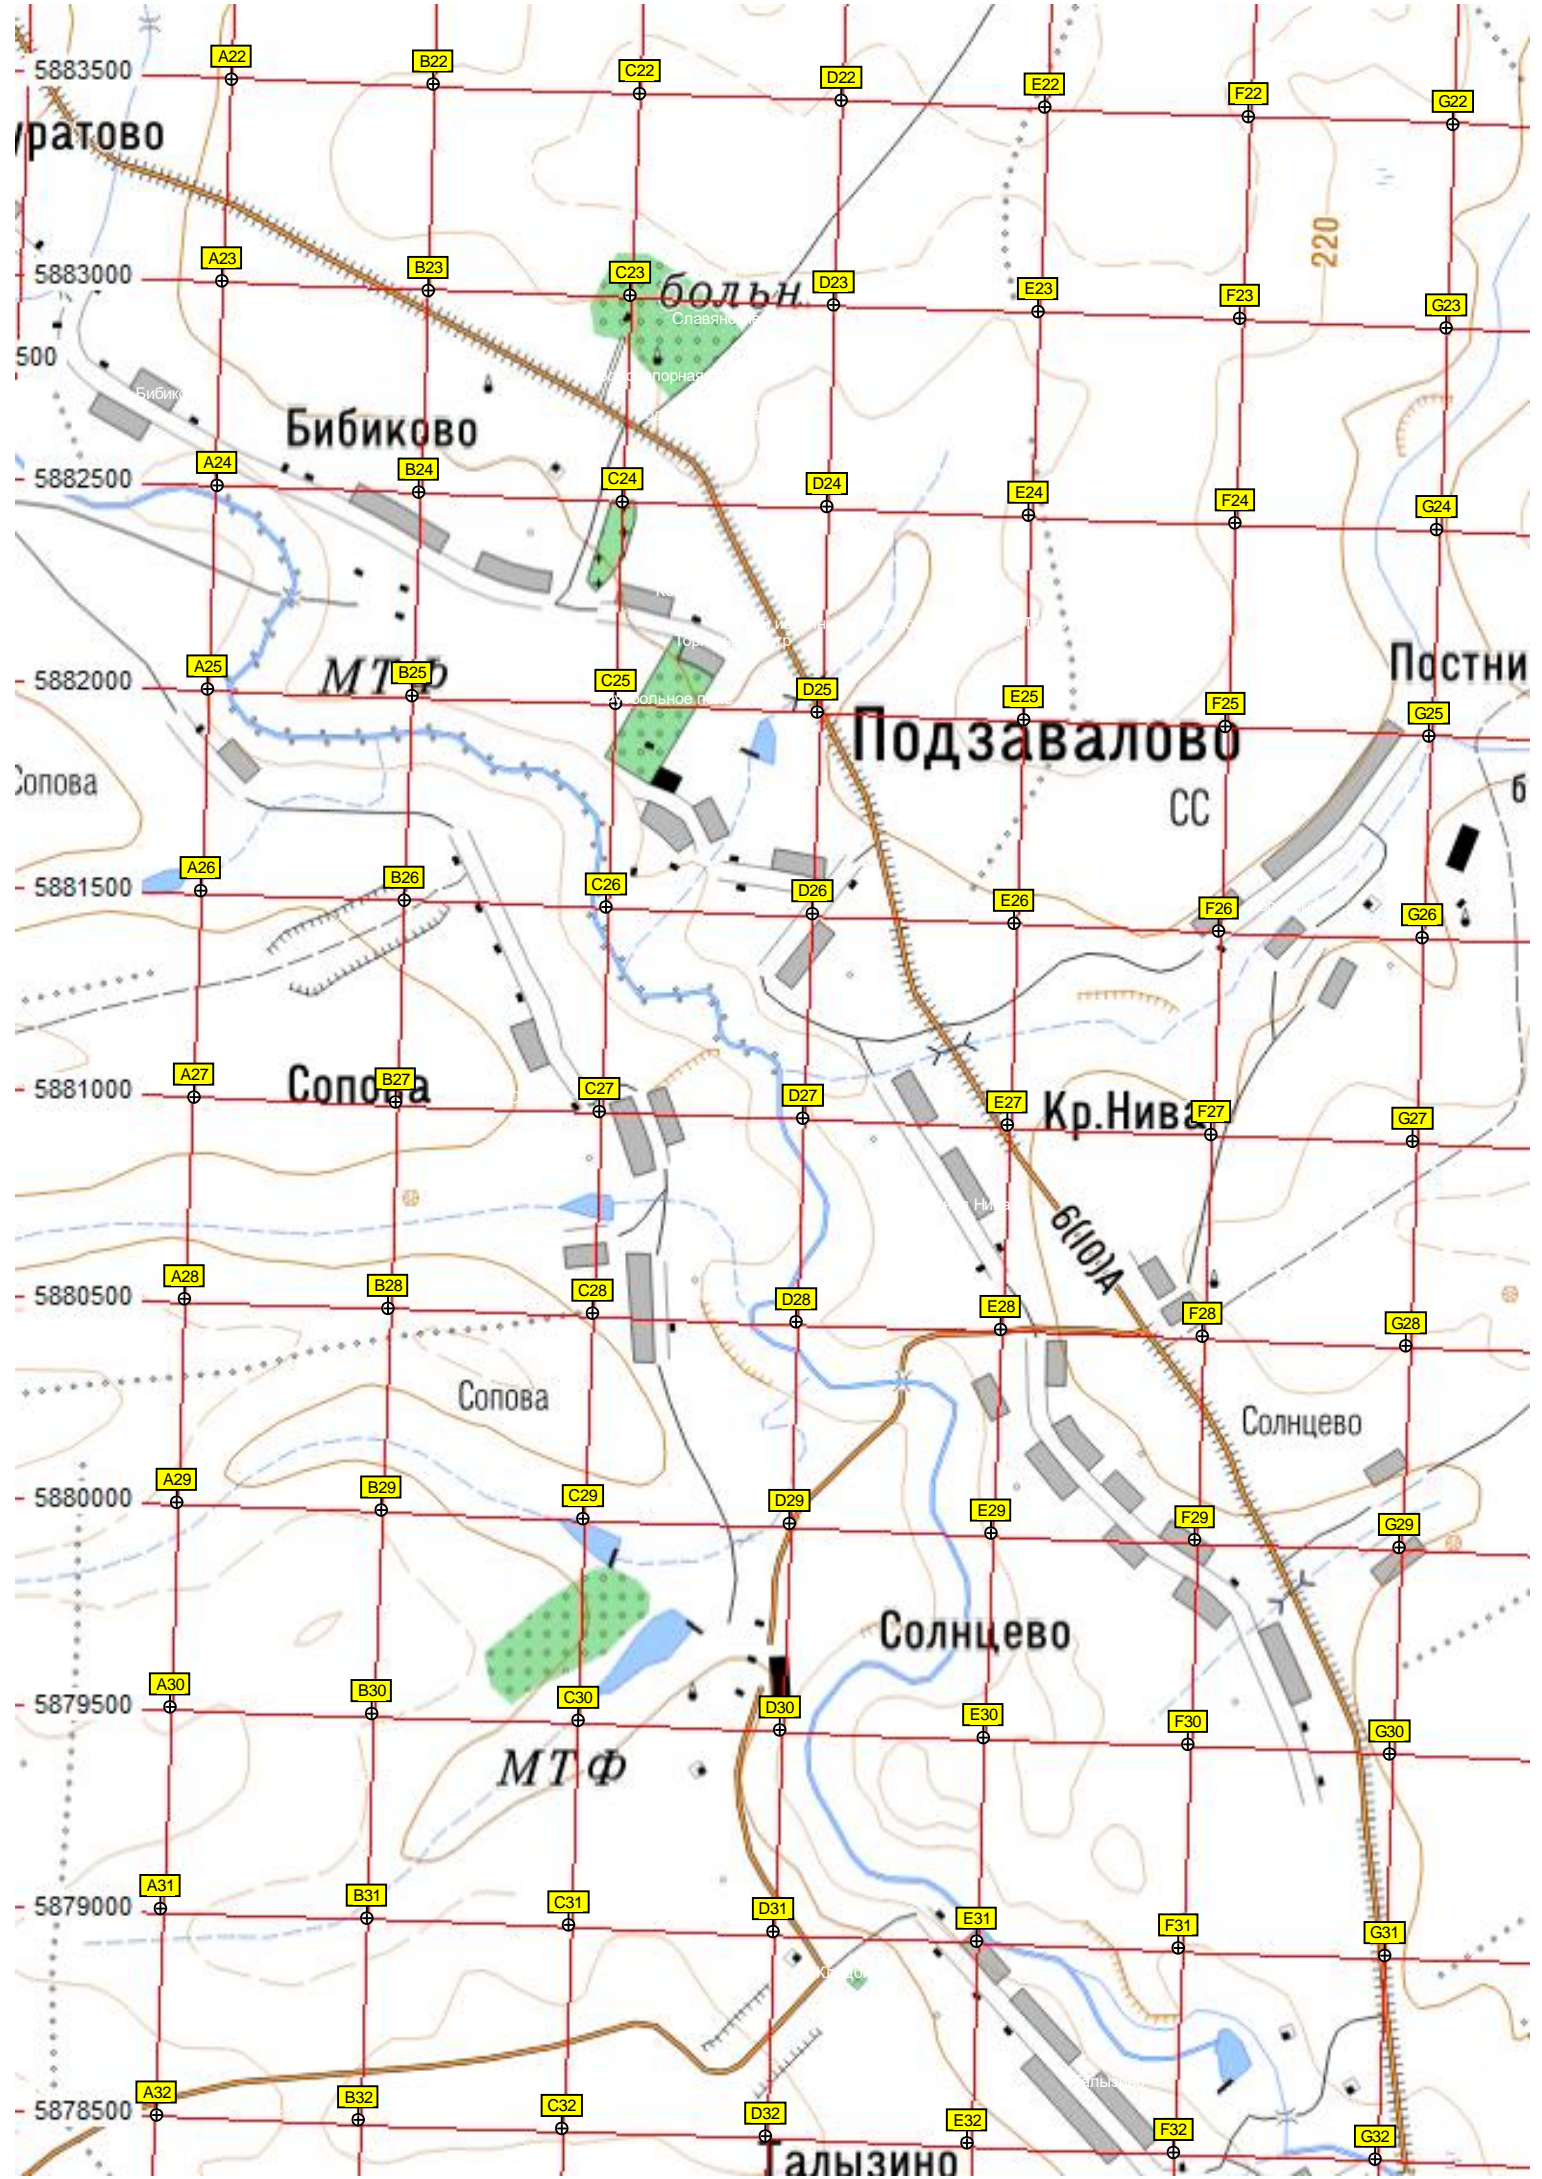 A22 B22 C22 D22 E22 F22 G22
5883500
уратово
220
A23 B23 C23 D23 E23 F23 G23
5883000
больн.
500
Бибиково
A24 B24 C24 D24 E24 F24 G24
5882500
МТФ
Постни
A25 B25 C25 D25 E25 F25 G25
5882000
Подзавалово
Сопова
СС
б
A26 B26 C26 D26 E26 F26 G26
5881500
A27 B27 C27 D27 E27 F27 G27
5881000
Сопова
Кр.Нива
6(10)А
A28 B28 C28 D28 E28 F28 G28
5880500
Сопова
Солнцево
A29 B29 C29 D29 E29 F29 G29
5880000
Солнцево
A30 B30 C30 D30 E30 F30 G30
5879500
МТФ
A31 B31 C31 D31 E31 F31 G31
5879000
A32 B32 C32 D32 E32 F32 G32
5878500
Талызино